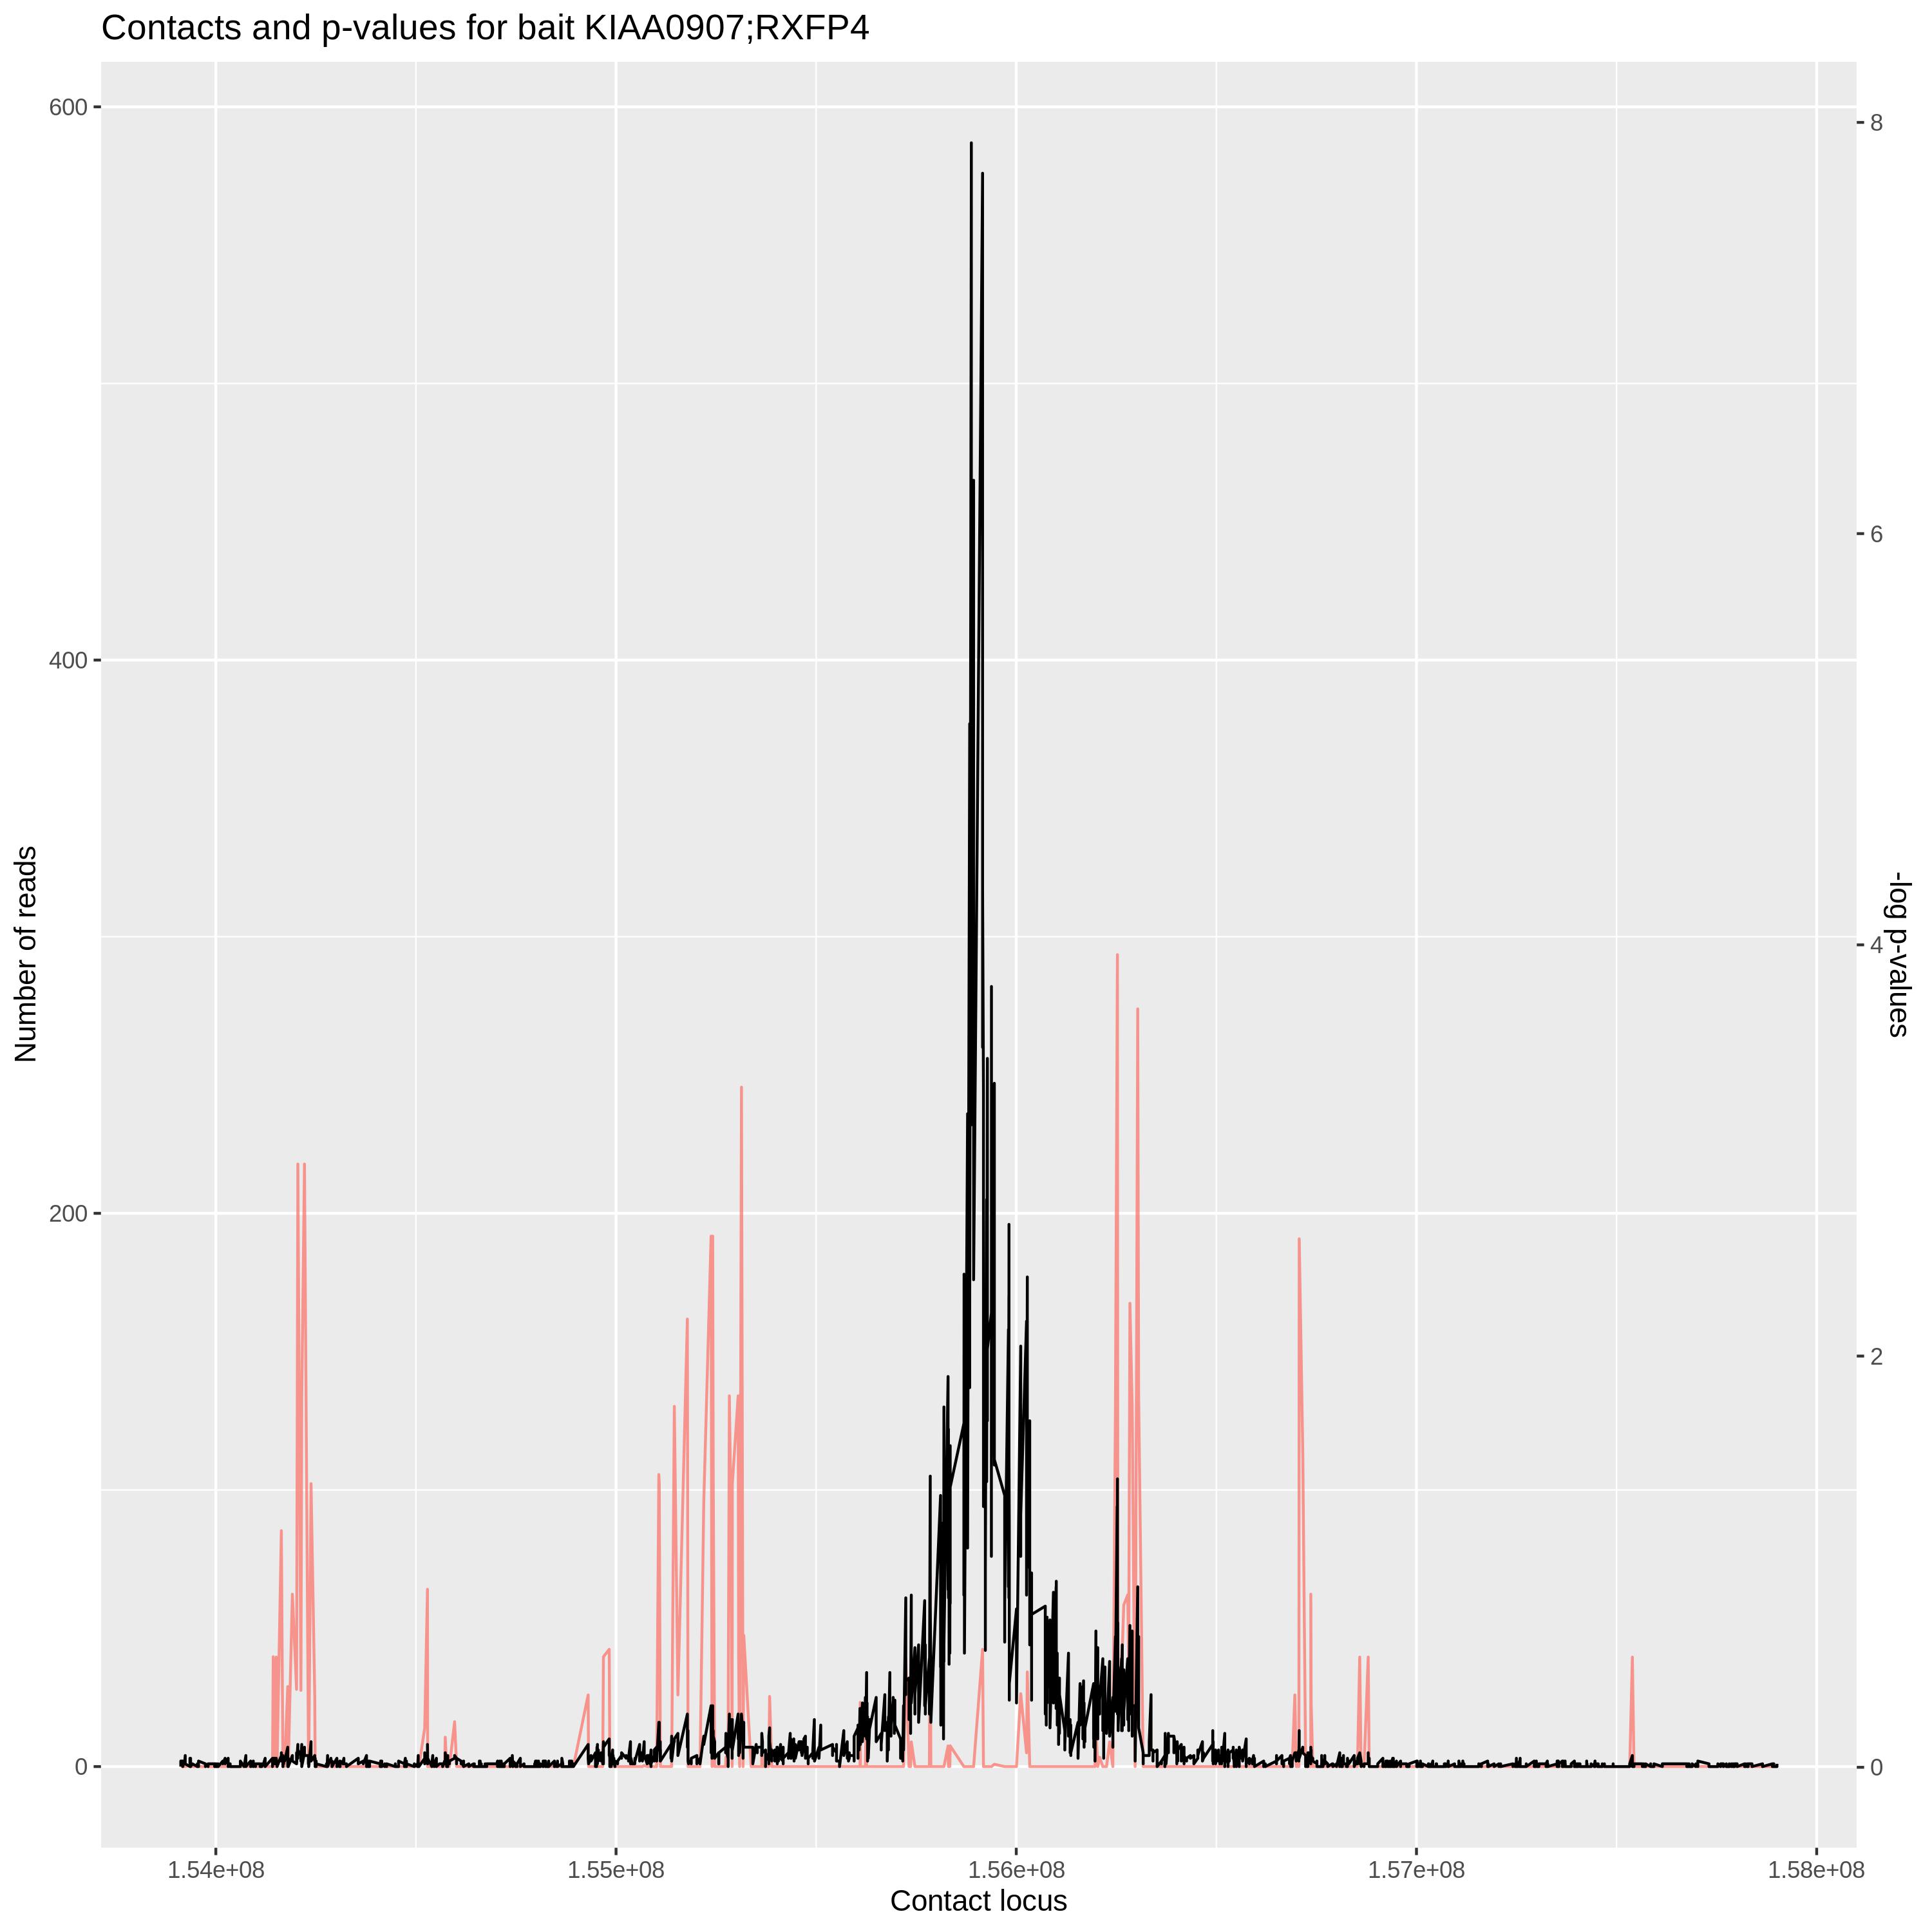 Contacts and p-values for bait KIAA0907;RXFP4
600
400
200
0
Number of reads
8
6
4
2
0
-log p-values
1.54e+08
1.55e+08
1.56e+08
1.57e+08
1.58e+08
Contact locus